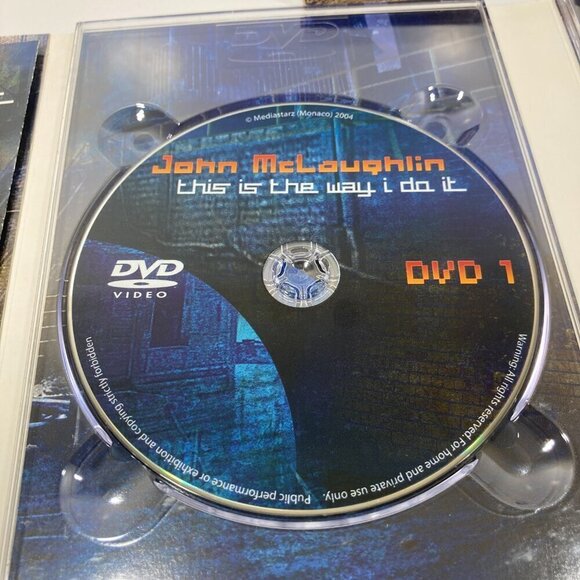 DVD
© Mediastarz (Monaco) 2004
John McLaughlin
this is the way i do it
DVD
VIDEO
DVD 1
Warning: All rights reserved. For home and private use only.
Public performance or exhibition and copying strictly forbidden